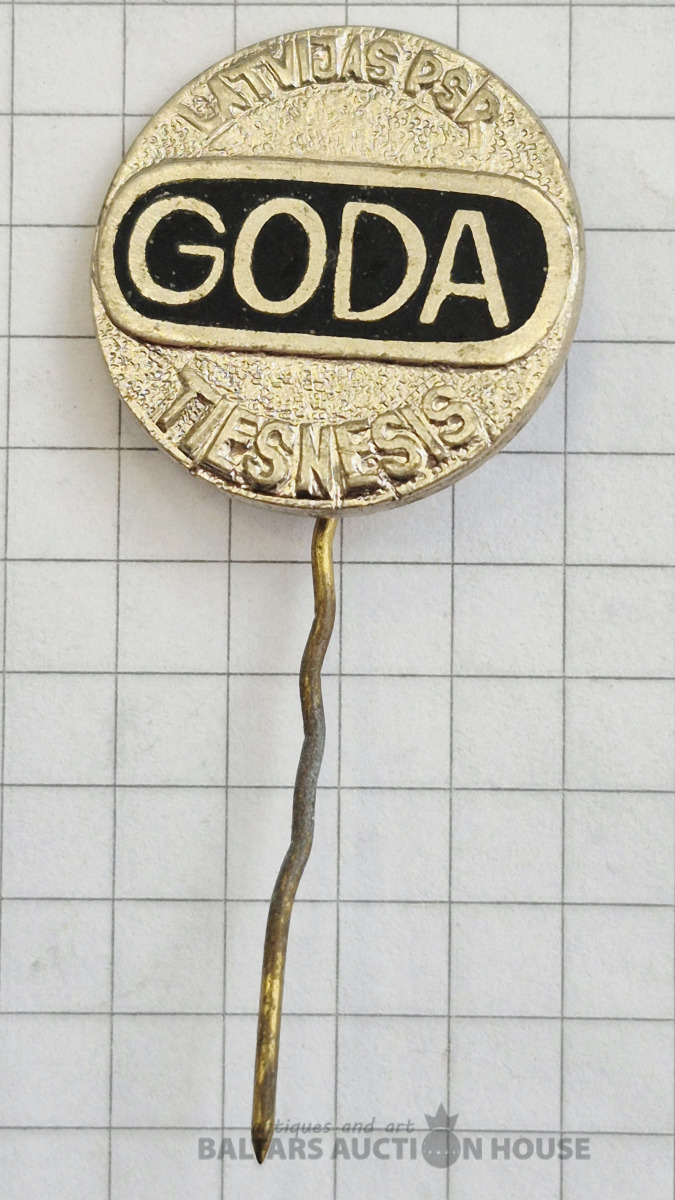 LATVIJAS PSR
GODA
TIESNESIS
antiques and art
BALTARS AUCTION HOUSE